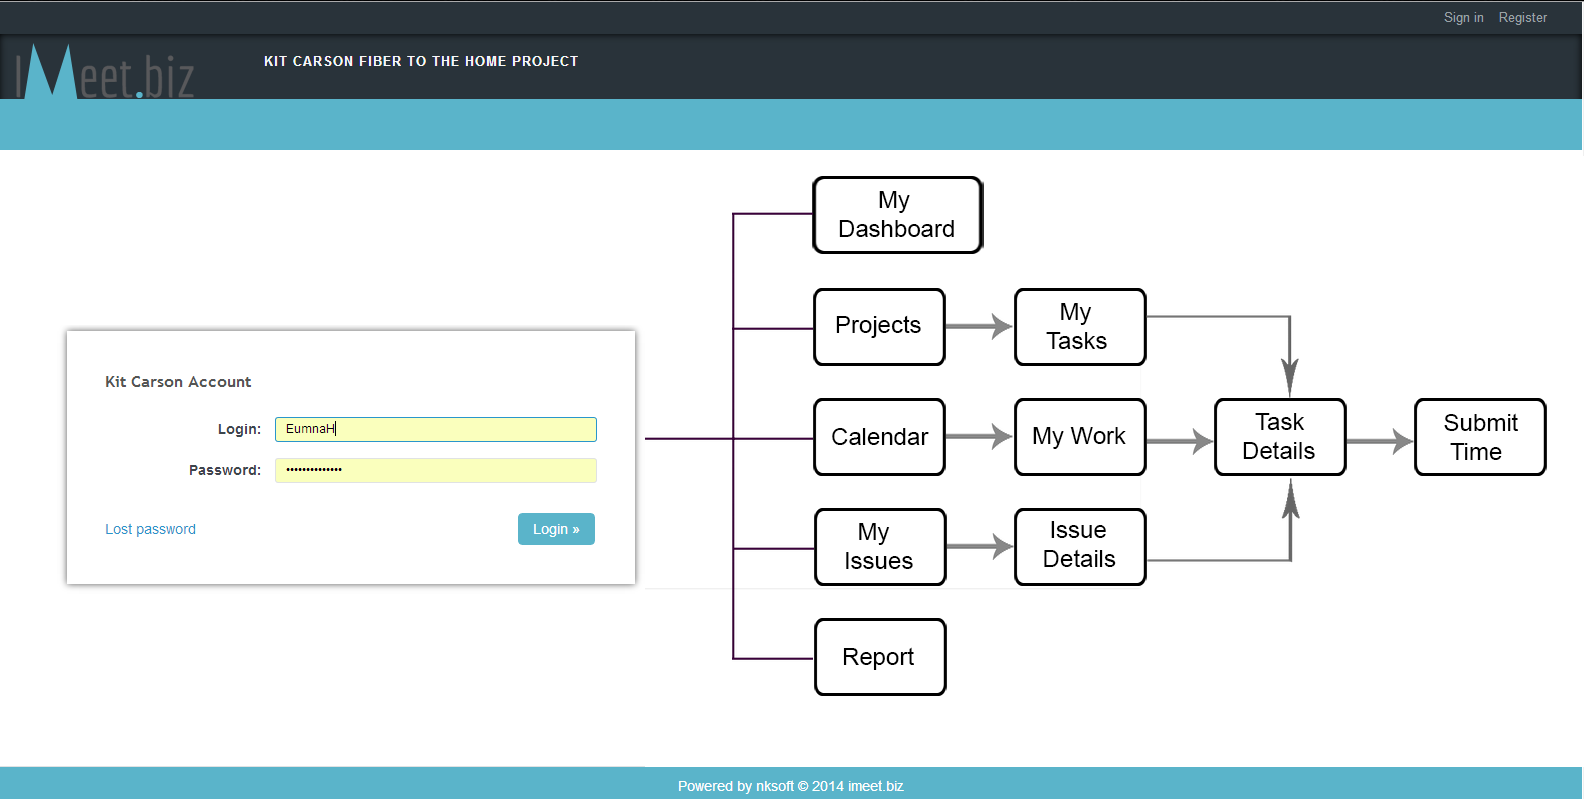 Sign in Register
IMeet.biz
KIT CARSON FIBER TO THE HOME PROJECT
Kit Carson Account
Login: EumnaH
Password: ••••••••••••••
Lost password
Login »
My
Dashboard
Projects
My
Tasks
Calendar
My Work
Task
Details
Submit
Time
My
Issues
Issue
Details
Report
Powered by nksoft © 2014 imeet.biz